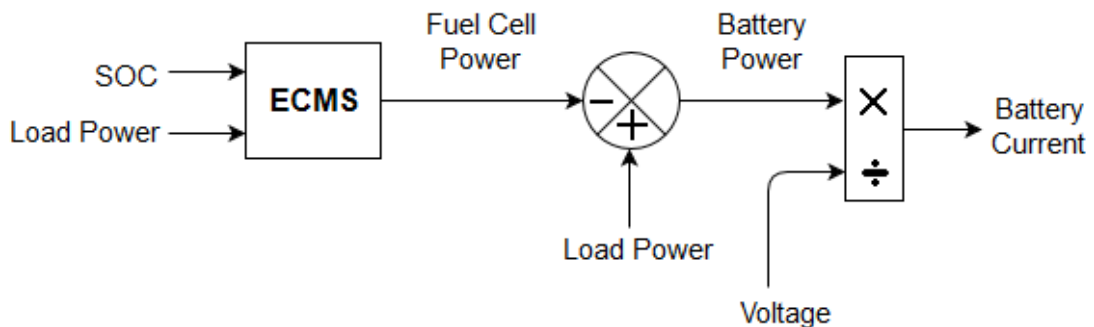 Fuel Cell
Power
Battery
Power
SOC
ECMS
Load Power
−
+
×
÷
Battery
Current
Load Power
Voltage